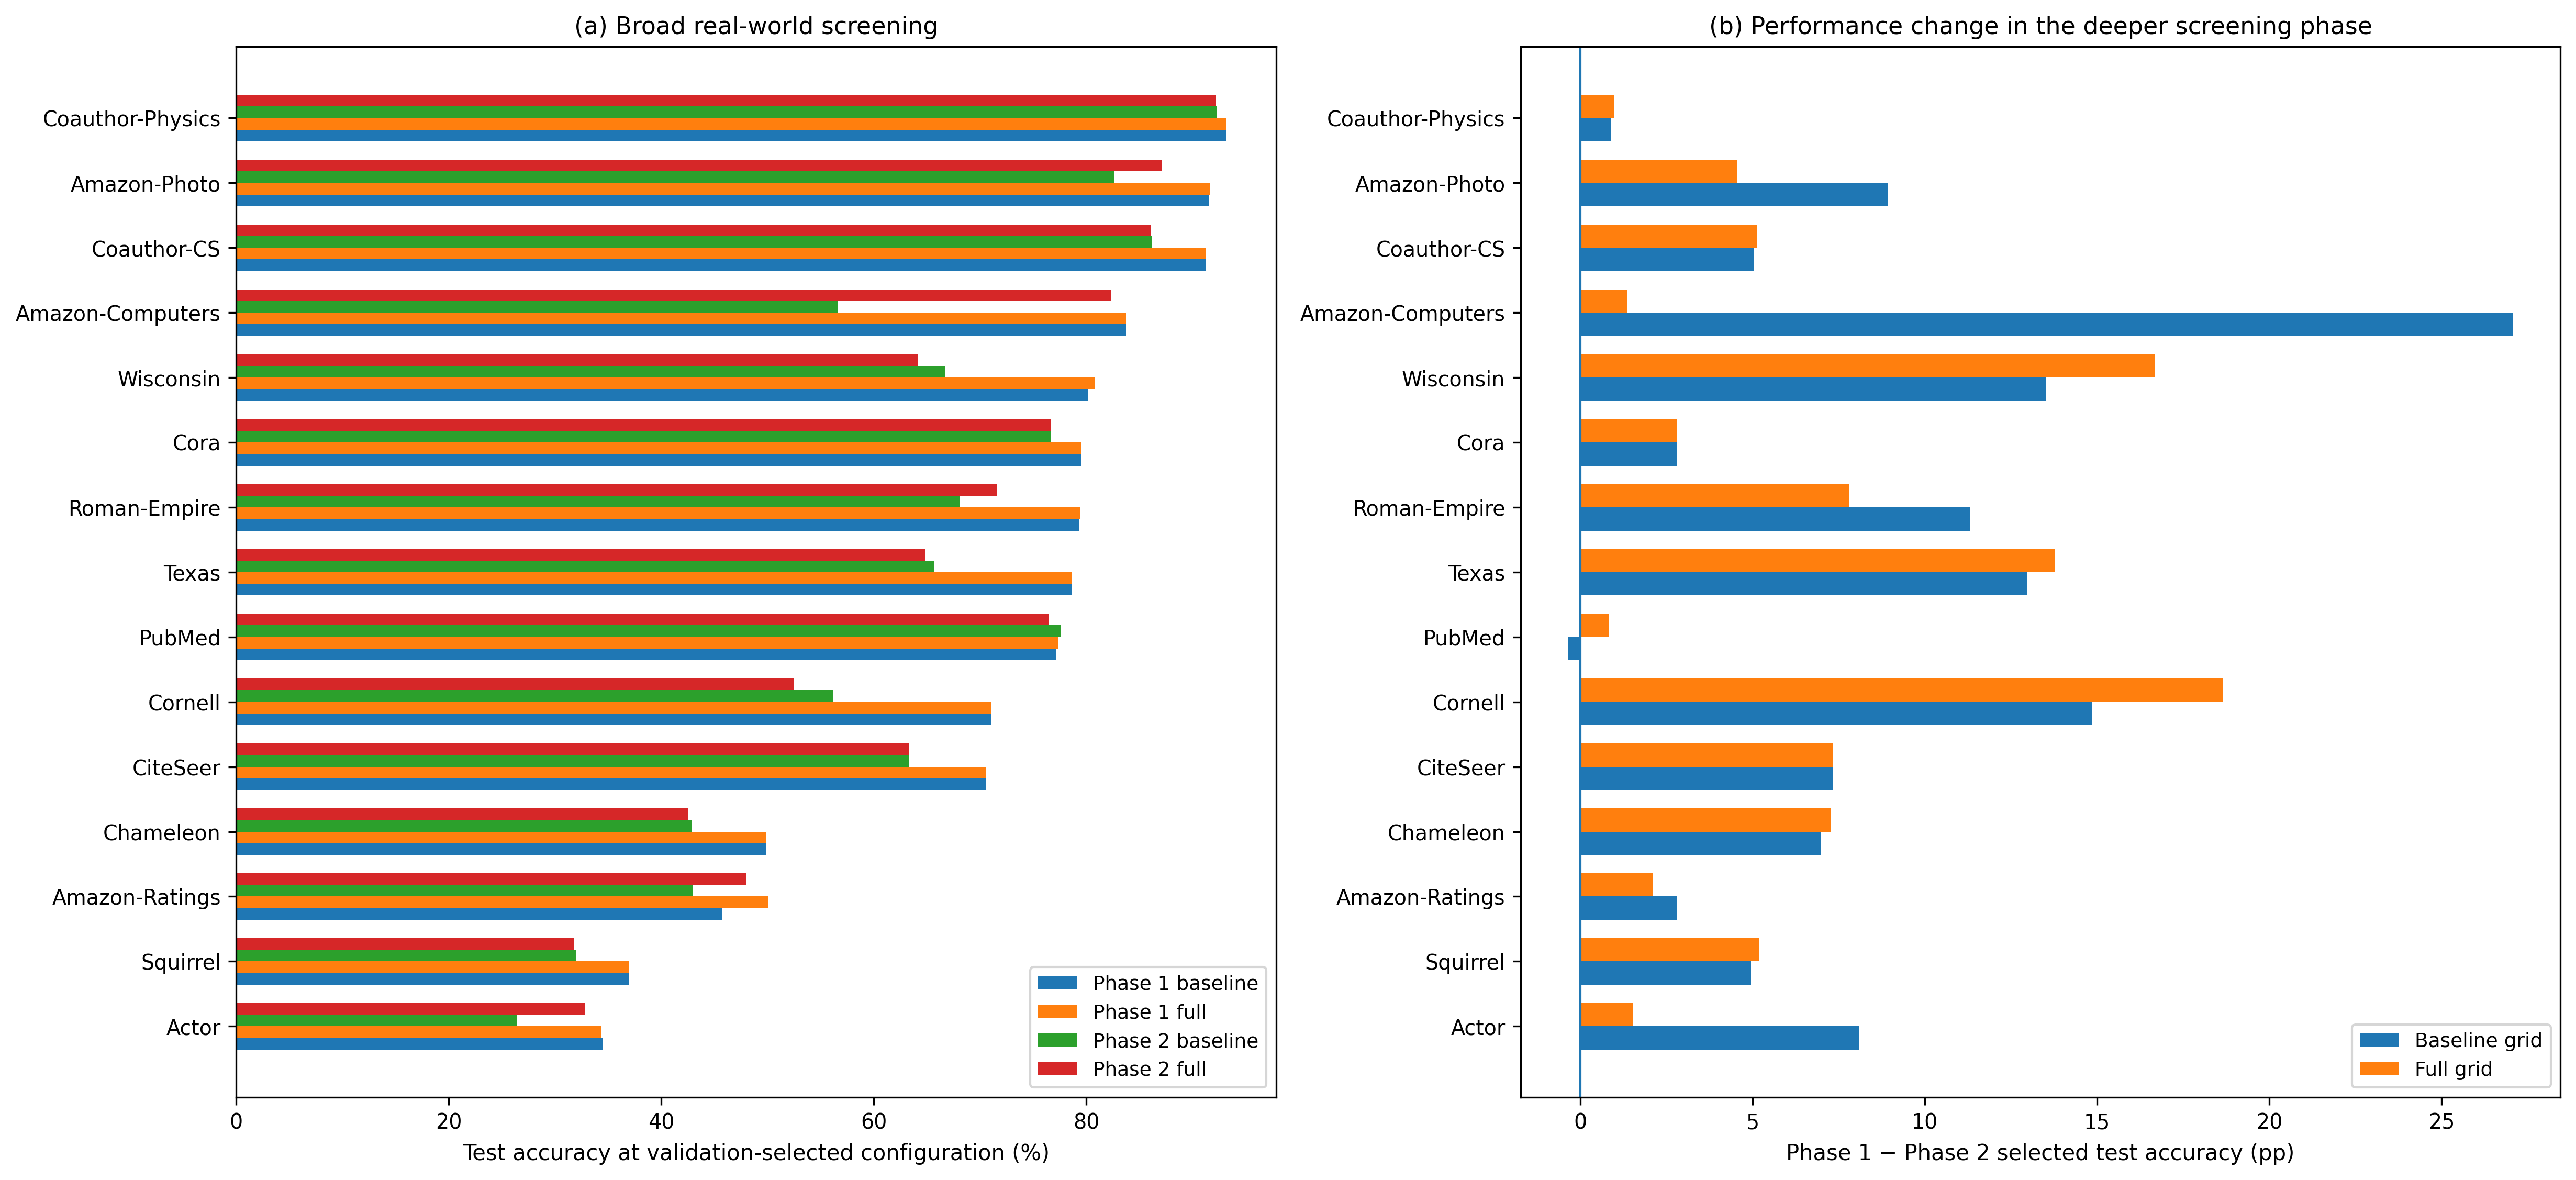 (a) Broad real-world screening
Coauthor-Physics
Amazon-Photo
Coauthor-CS
Amazon-Computers
Wisconsin
Cora
Roman-Empire
Texas
PubMed
Cornell
CiteSeer
Chameleon
Amazon-Ratings
Squirrel
Actor
Phase 1 baseline
Phase 1 full
Phase 2 baseline
Phase 2 full
0 20 40 60 80
Test accuracy at validation-selected configuration (%)
(b) Performance change in the deeper screening phase
Coauthor-Physics
Amazon-Photo
Coauthor-CS
Amazon-Computers
Wisconsin
Cora
Roman-Empire
Texas
PubMed
Cornell
CiteSeer
Chameleon
Amazon-Ratings
Squirrel
Actor
Baseline grid
Full grid
0 5 10 15 20 25
Phase 1 − Phase 2 selected test accuracy (pp)